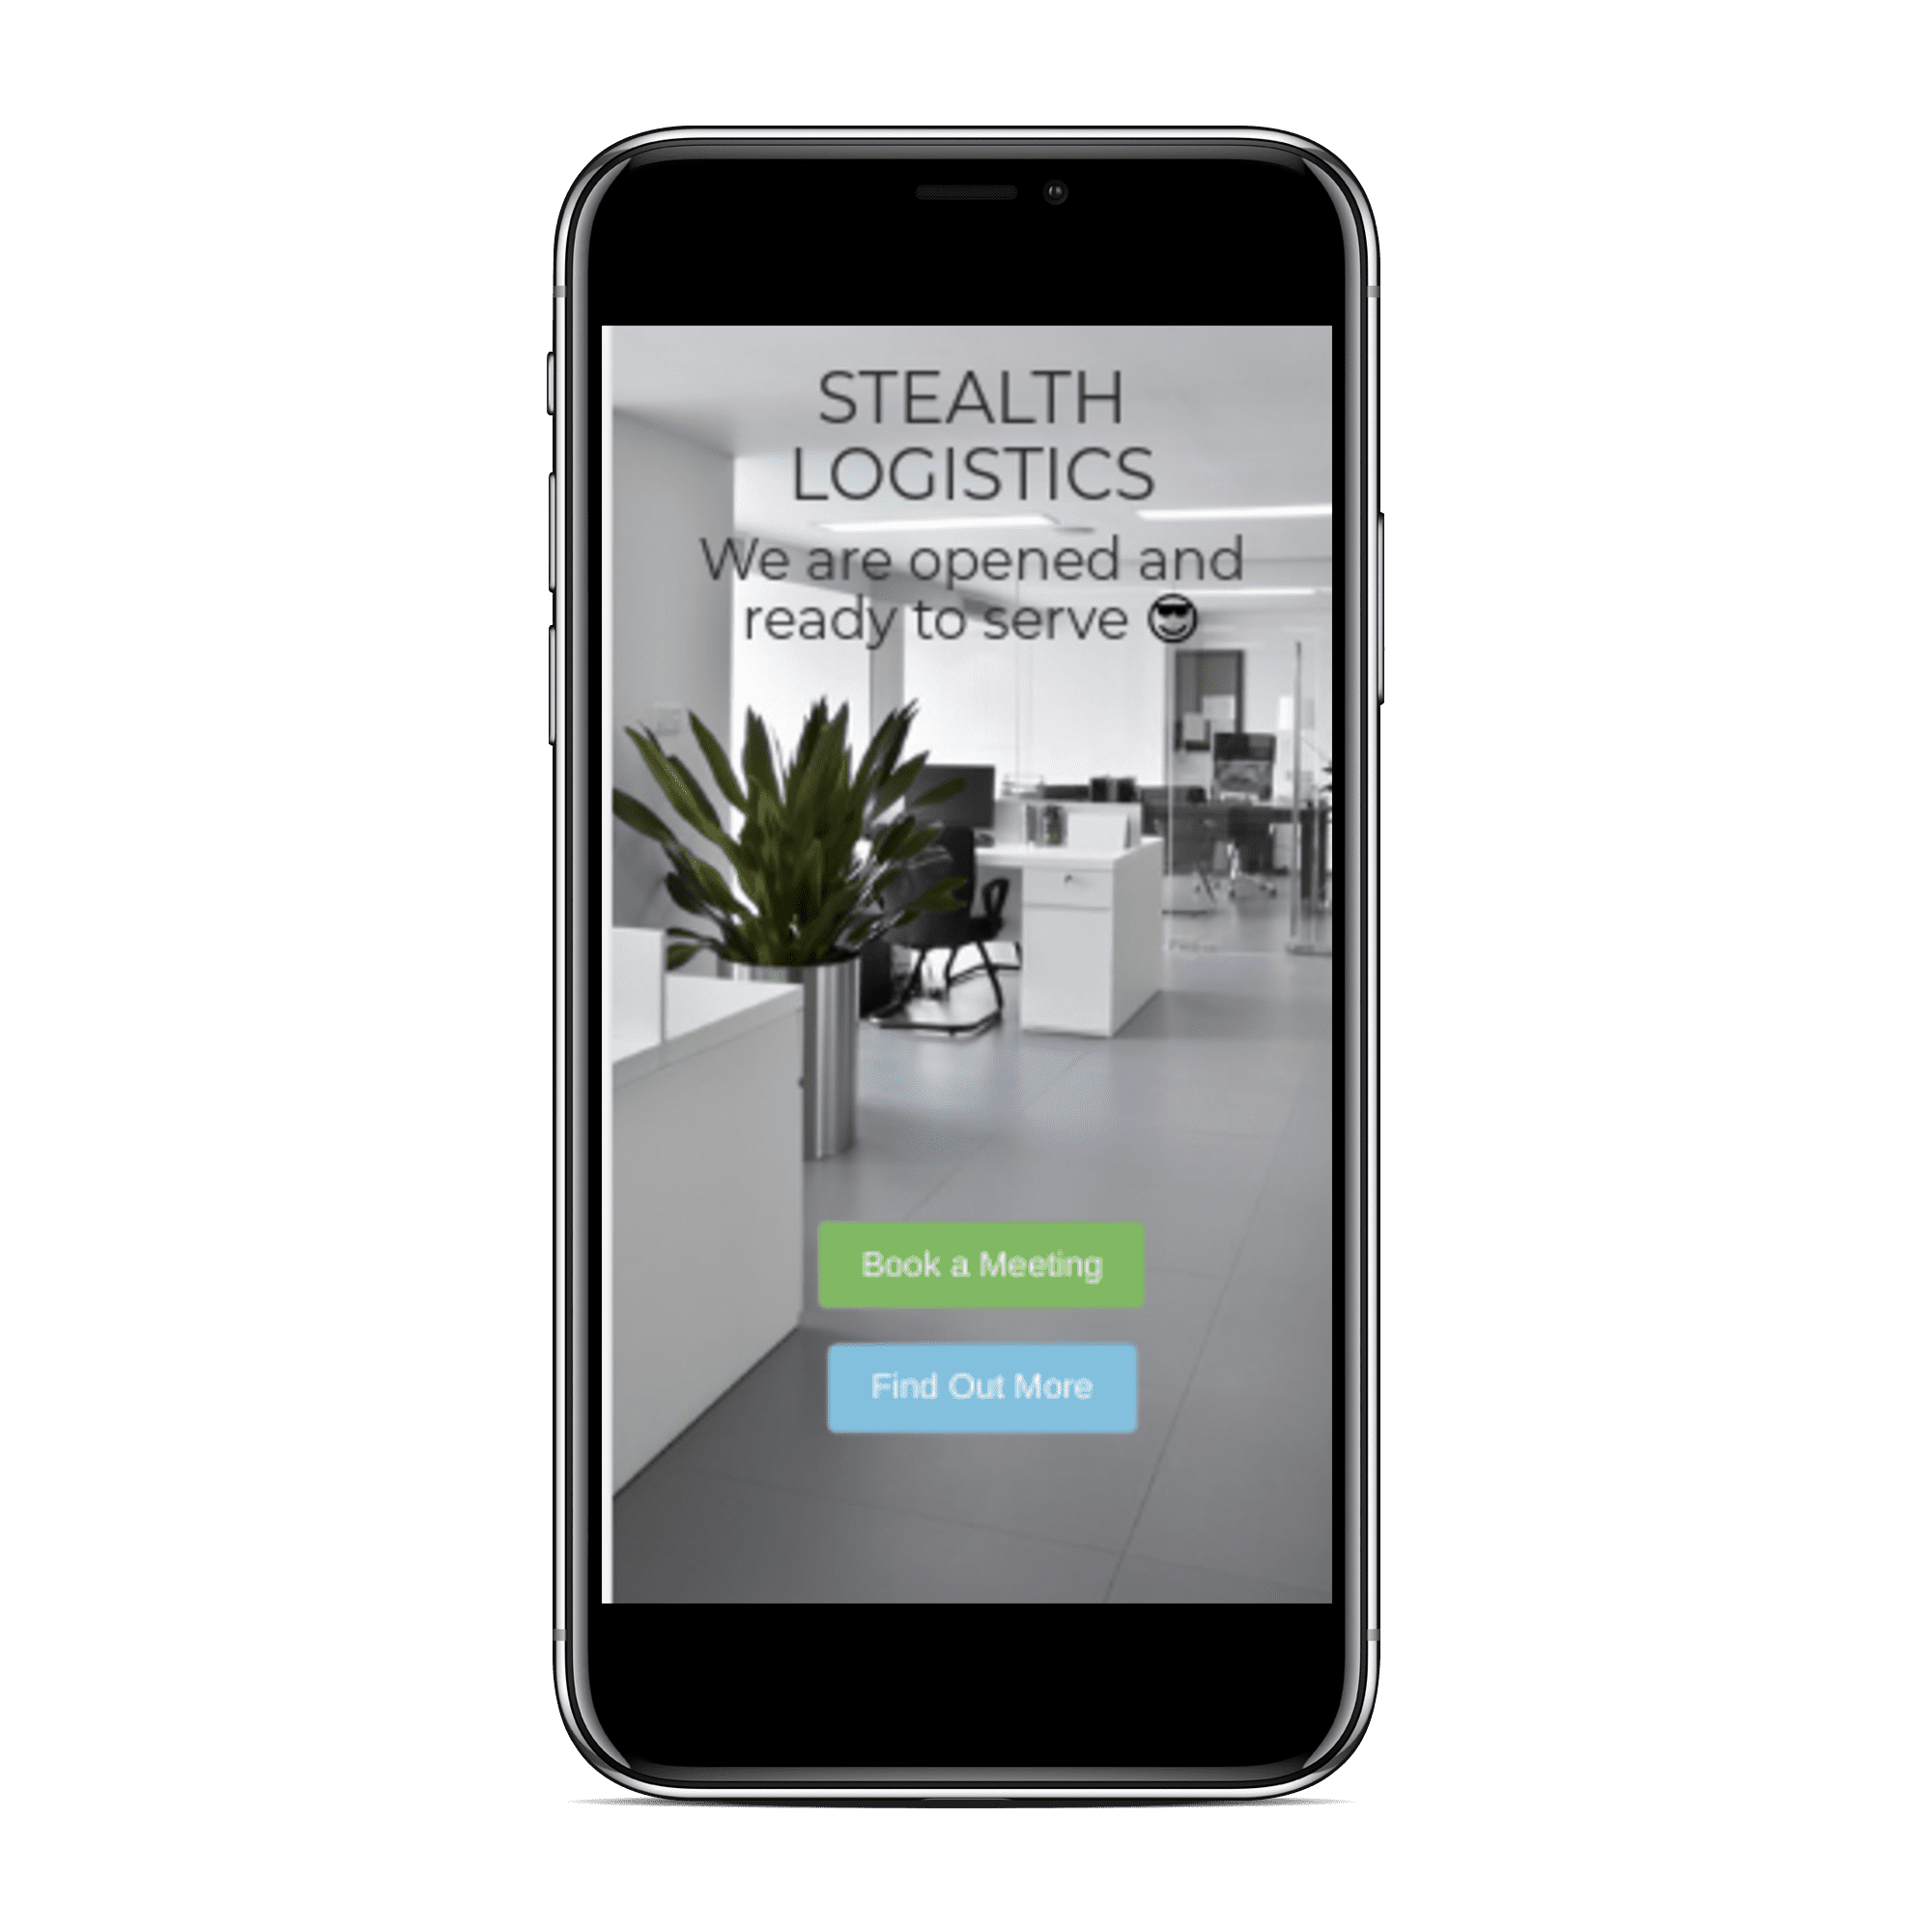 STEALTH
LOGISTICS
We are opened and
ready to serve 😎
Book a Meeting
Find Out More